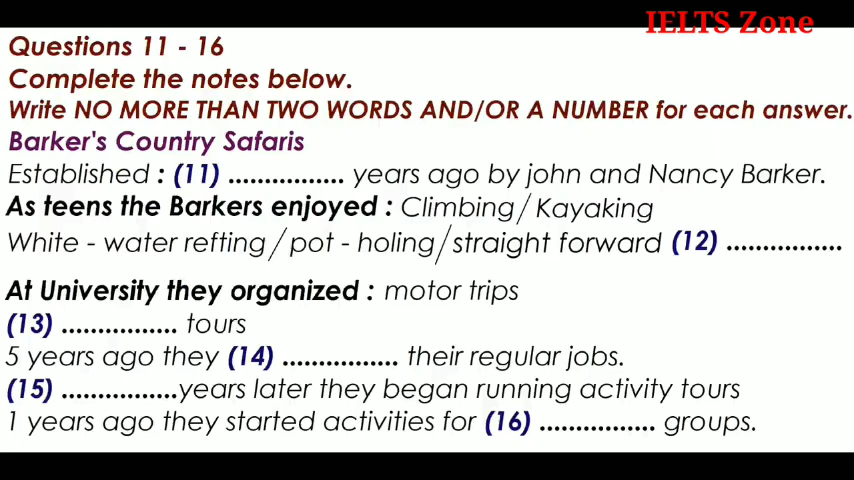 IELTS Zone
Questions 11 - 16
Complete the notes below.
Write NO MORE THAN TWO WORDS AND/OR A NUMBER for each answer.
Barker's Country Safaris
Established : (11) ................. years ago by john and Nancy Barker.
As teens the Barkers enjoyed : Climbing/Kayaking
White - water refting/pot - holing/straight forward (12) .................
At University they organized : motor trips
(13) ................. tours
5 years ago they (14) ................. their regular jobs.
(15) .................years later they began running activity tours
1 years ago they started activities for (16) ................. groups.